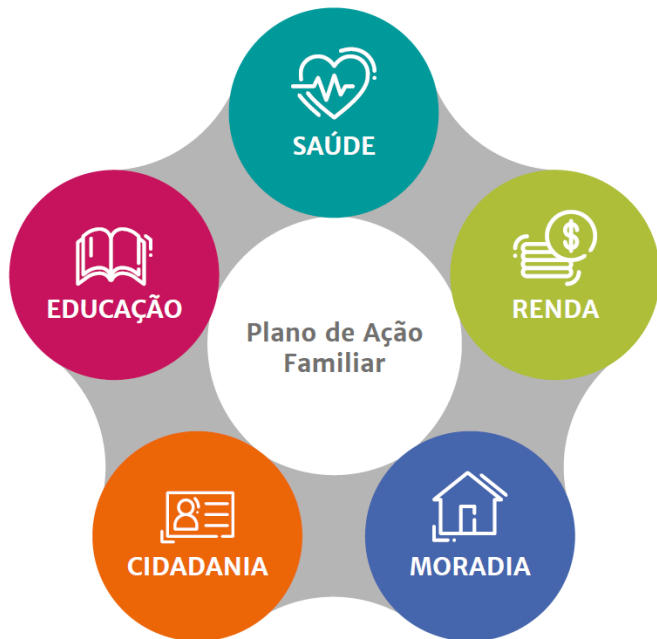 SAÚDE
EDUCAÇÃO
$
RENDA
Plano de Ação
Familiar
CIDADANIA
MORADIA